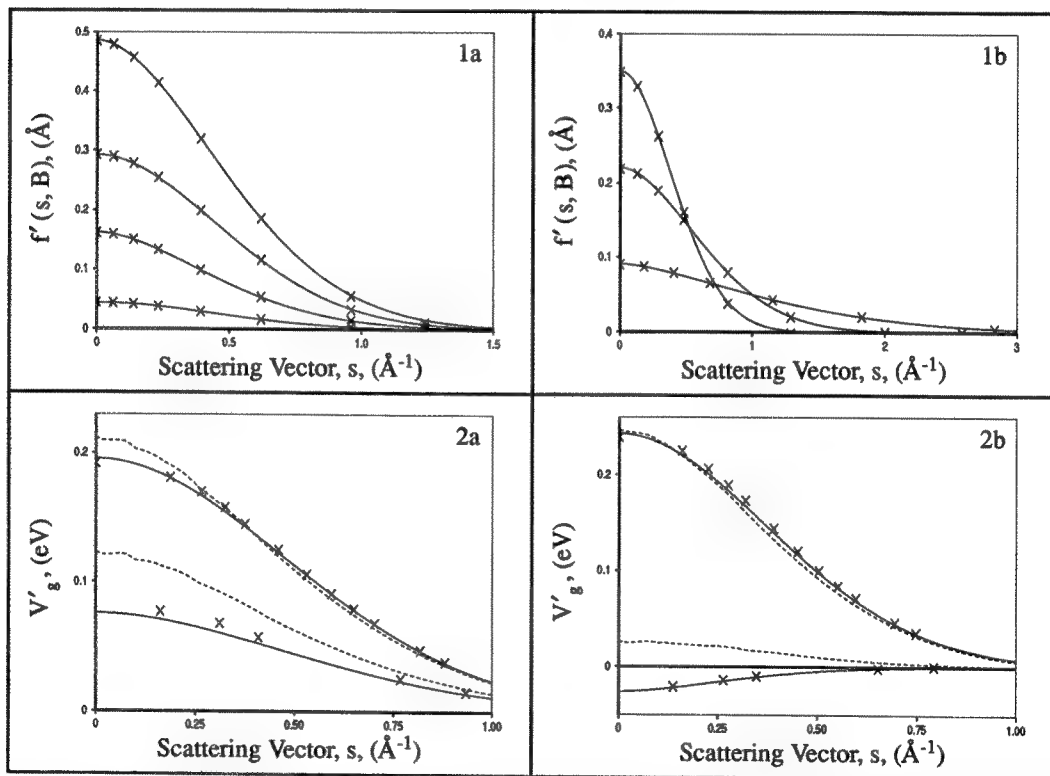 1a
f′(s, B), (Å)
0.5
0.4
0.3
0.2
0.1
0
0 0.5 1.0 1.5
Scattering Vector, s, (Å⁻¹)
1b
f′(s, B), (Å)
0.4
0.3
0.2
0.1
0
0 1 2 3
Scattering Vector, s, (Å⁻¹)
2a
V′g, (eV)
0.2
0.1
0
0 0.25 0.50 0.75 1.00
Scattering Vector, s, (Å⁻¹)
2b
V′g, (eV)
0.2
0.1
0
0 0.25 0.50 0.75 1.00
Scattering Vector, s, (Å⁻¹)